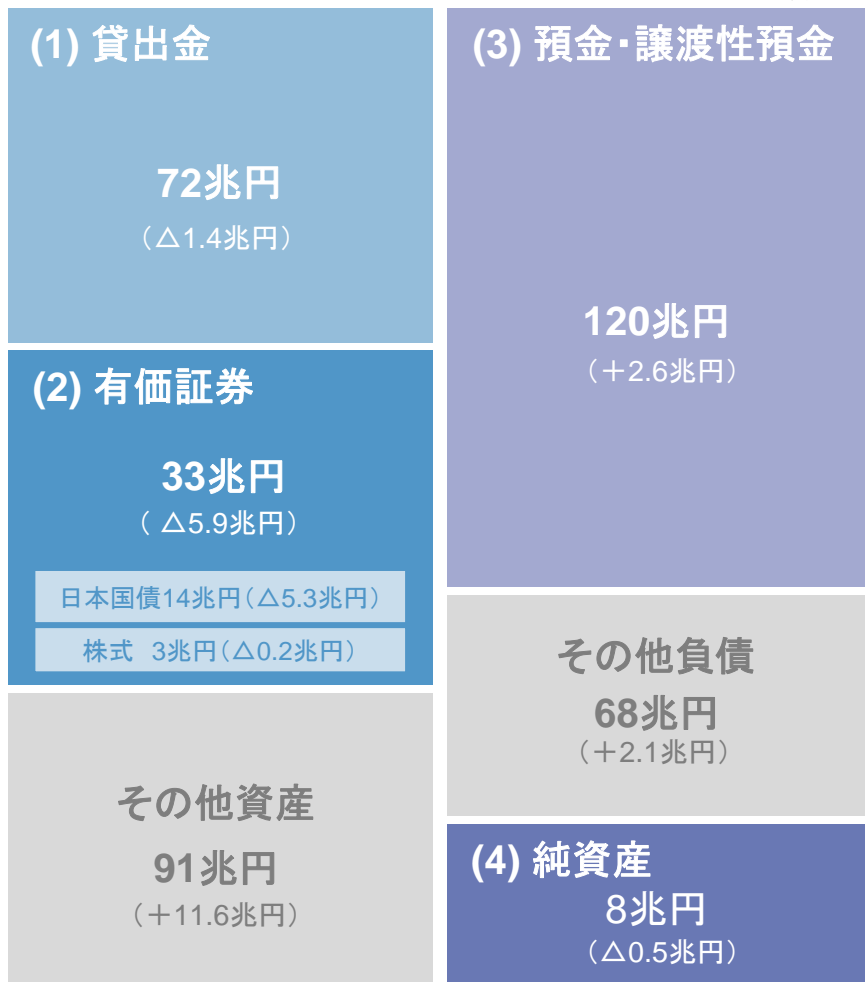 (1) 貸出金
72兆円
（△1.4兆円）
(2) 有価証券
33兆円
（ △5.9兆円）
日本国債14兆円（△5.3兆円）
株式　3兆円（△0.2兆円）
その他資産
91兆円
（＋11.6兆円）
(3) 預金・譲渡性預金
120兆円
（＋2.6兆円）
その他負債
68兆円
（＋2.1兆円）
(4) 純資産
8兆円
（△0.5兆円）